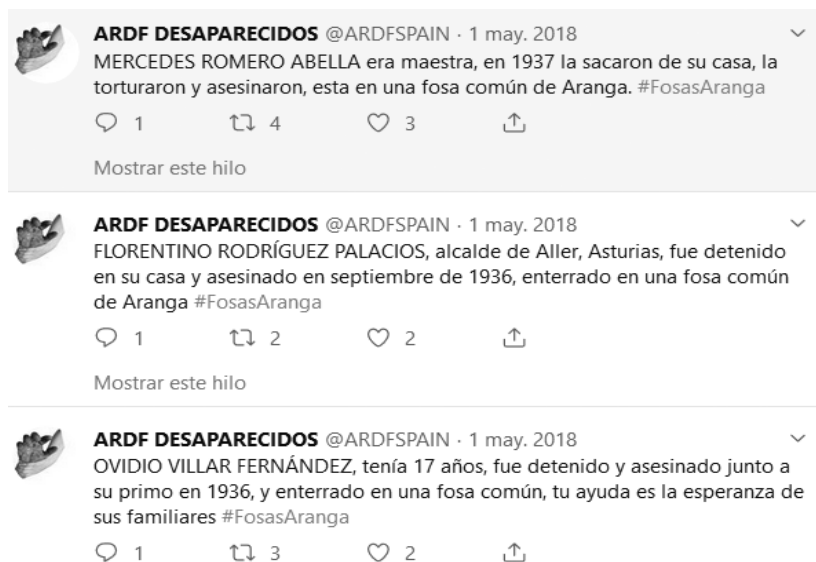 ARDF DESAPARECIDOS @ARDFSPAIN · 1 may. 2018
MERCEDES ROMERO ABELLA era maestra, en 1937 la sacaron de su casa, la
torturaron y asesinaron, esta en una fosa común de Aranga. #FosasAranga
1 4 3
Mostrar este hilo
ARDF DESAPARECIDOS @ARDFSPAIN · 1 may. 2018
FLORENTINO RODRÍGUEZ PALACIOS, alcalde de Aller, Asturias, fue detenido
en su casa y asesinado en septiembre de 1936, enterrado en una fosa común
de Aranga #FosasAranga
1 2 2
Mostrar este hilo
ARDF DESAPARECIDOS @ARDFSPAIN · 1 may. 2018
OVIDIO VILLAR FERNÁNDEZ, tenía 17 años, fue detenido y asesinado junto a
su primo en 1936, y enterrado en una fosa común, tu ayuda es la esperanza de
sus familiares #FosasAranga
1 3 2